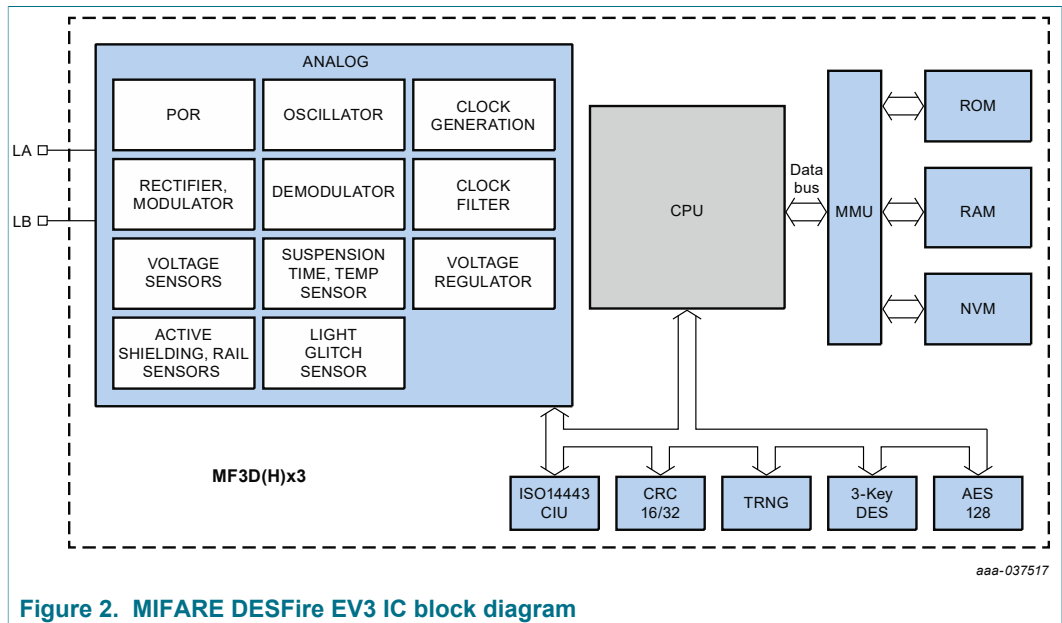 ANALOG
POR
OSCILLATOR
CLOCK
GENERATION
LA
RECTIFIER,
MODULATOR
DEMODULATOR
CLOCK
FILTER
LB
VOLTAGE
SENSORS
SUSPENSION
TIME, TEMP
SENSOR
VOLTAGE
REGULATOR
ACTIVE
SHIELDING, RAIL
SENSORS
LIGHT
GLITCH
SENSOR
CPU
Data
bus
MMU
ROM
RAM
NVM
MF3D(H)x3
ISO14443
CIU
CRC
16/32
TRNG
3-Key
DES
AES
128
aaa-037517
Figure 2. MIFARE DESFire EV3 IC block diagram